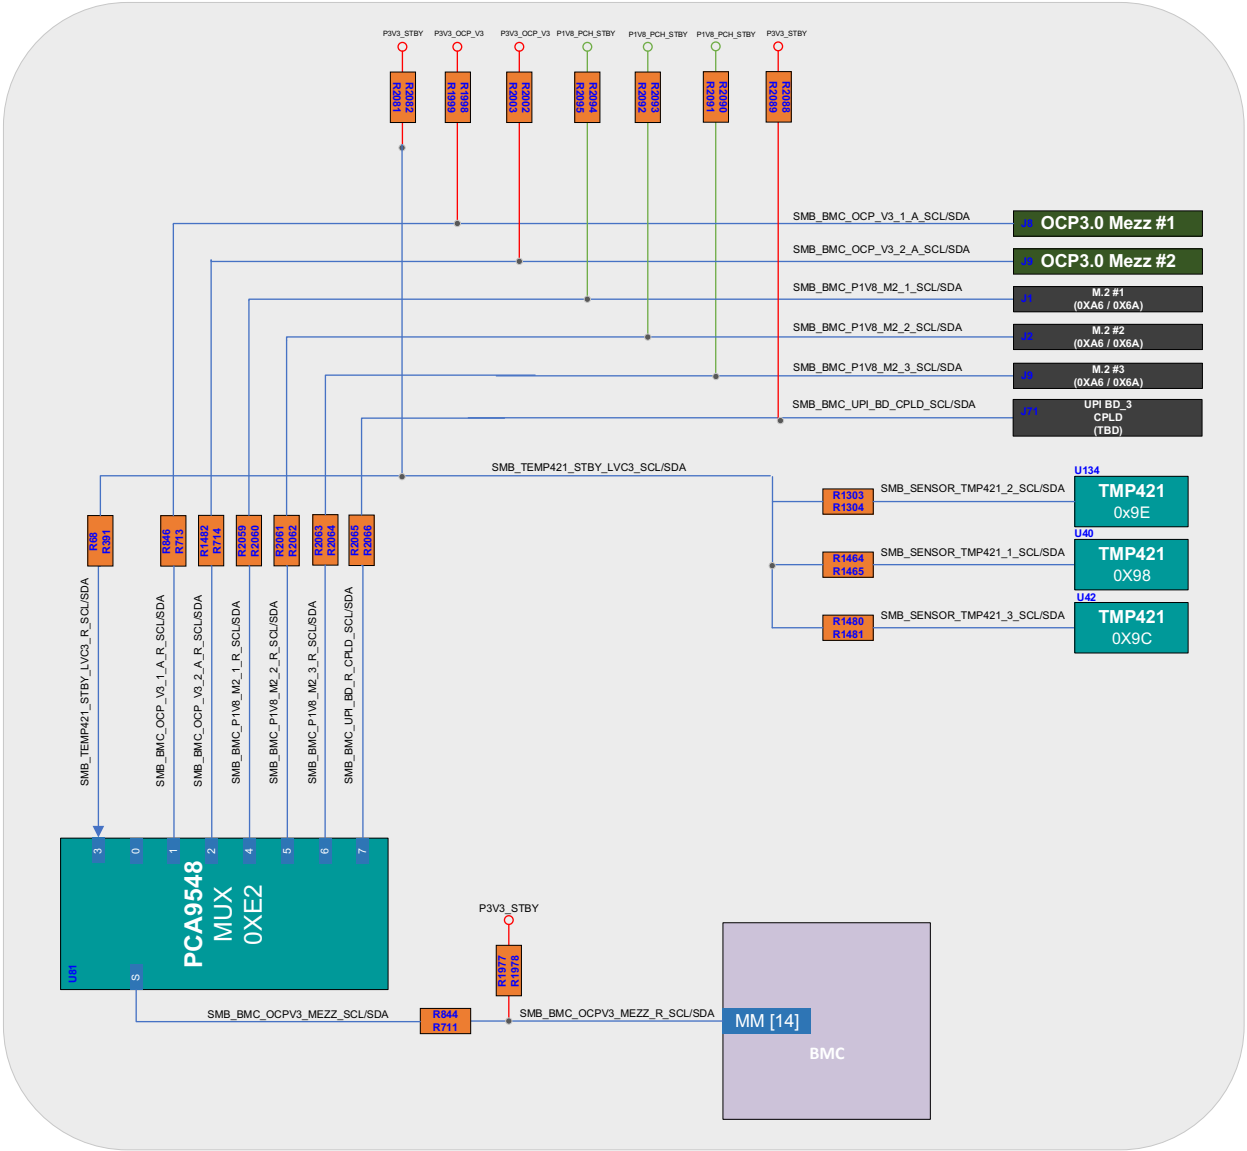 P3V3_STBY
P3V3_OCP_V3
P3V3_OCP_V3
P1V8_PCH_STBY
P1V8_PCH_STBY
P1V8_PCH_STBY
P3V3_STBY
R2082
R2081
R1998
R1999
R2002
R2003
R2094
R2095
R2093
R2092
R2090
R2091
R2088
R2089
SMB_BMC_OCP_V3_1_A_SCL/SDA
J8 OCP3.0 Mezz #1
SMB_BMC_OCP_V3_2_A_SCL/SDA
J9 OCP3.0 Mezz #2
SMB_BMC_P1V8_M2_1_SCL/SDA
J1
M.2 #1
(0XA6 / 0X6A)
SMB_BMC_P1V8_M2_2_SCL/SDA
J2
M.2 #2
(0XA6 / 0X6A)
SMB_BMC_P1V8_M2_3_SCL/SDA
J9
M.2 #3
(0XA6 / 0X6A)
SMB_BMC_UPI_BD_CPLD_SCL/SDA
J71
UPI BD_3
CPLD
(TBD)
SMB_TEMP421_STBY_LVC3_SCL/SDA
R1303
R1304
SMB_SENSOR_TMP421_2_SCL/SDA
U134
TMP421
0x9E
R1464
R1465
SMB_SENSOR_TMP421_1_SCL/SDA
U40
TMP421
0X98
R1480
R1481
SMB_SENSOR_TMP421_3_SCL/SDA
U42
TMP421
0X9C
R68
R391
R846
R713
R1482
R714
R2059
R2060
R2061
R2062
R2063
R2064
R2065
R2066
SMB_TEMP421_STBY_LVC3_R_SCL/SDA
SMB_BMC_OCP_V3_1_A_R_SCL/SDA
SMB_BMC_OCP_V3_2_A_R_SCL/SDA
SMB_BMC_P1V8_M2_1_R_SCL/SDA
SMB_BMC_P1V8_M2_2_R_SCL/SDA
SMB_BMC_P1V8_M2_3_R_SCL/SDA
SMB_BMC_UPI_BD_R_CPLD_SCL/SDA
3
0
1
2
4
5
6
7
PCA9548
MUX
0XE2
U81
S
SMB_BMC_OCPV3_MEZZ_SCL/SDA
R844
R711
P3V3_STBY
R1977
R1978
SMB_BMC_OCPV3_MEZZ_R_SCL/SDA
MM [14]
BMC